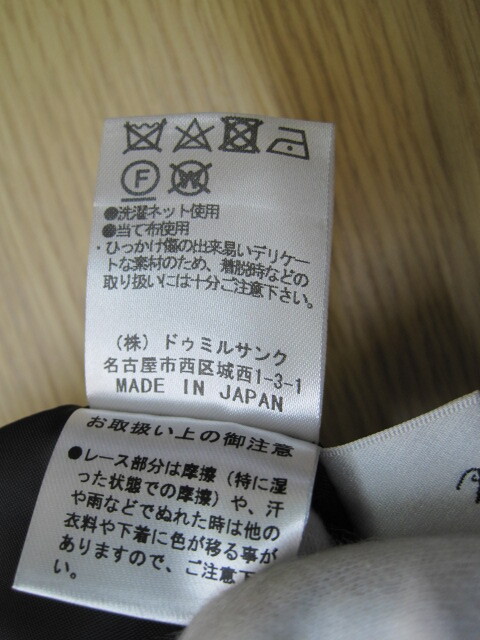 F
W
●洗濯ネット使用
●当て布使用
・ひっかけ傷の出来易いデリケー
トな素材のため、着脱時などの
取り扱いには十分ご注意下さい。
(株) ドゥミルサンク
名古屋市西区城西1-3-1
MADE IN JAPAN
お取扱い上の御注意
●レース部分は摩擦（特に湿
った状態での摩擦）や、汗
や雨などでぬれた時は他の
衣料や下着に色が移る事が
ありますので、ご注意下
い。